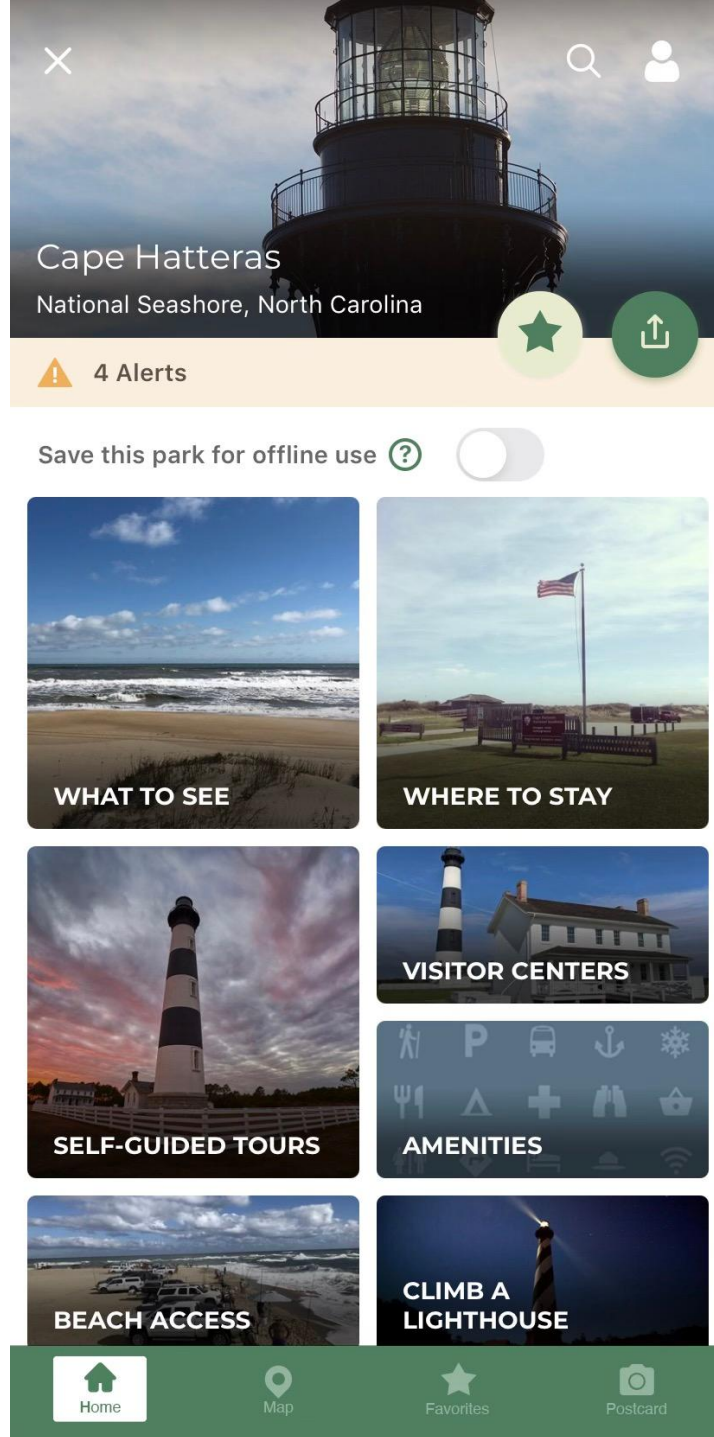 Cape Hatteras
National Seashore, North Carolina
4 Alerts
Save this park for offline use ?
WHAT TO SEE
WHERE TO STAY
SELF-GUIDED TOURS
VISITOR CENTERS
P
AMENITIES
BEACH ACCESS
CLIMB A
LIGHTHOUSE
Home
Map
Favorites
Postcard